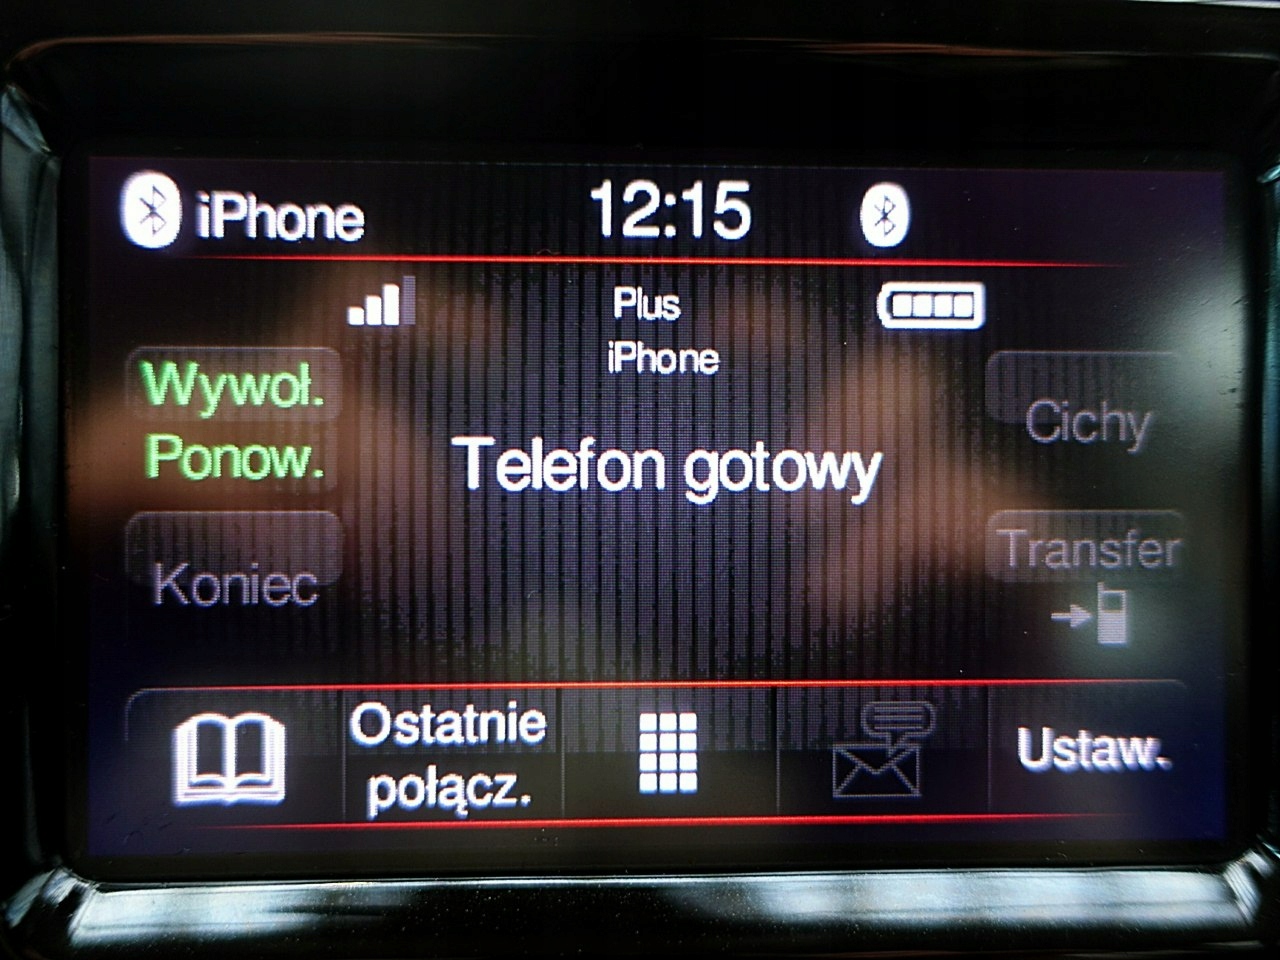 iPhone 12:15
Plus
iPhone
Wywoł.
Ponow.
Telefon gotowy
Cichy
Koniec
Transfer
Ostatnie
połącz.
Ustaw.